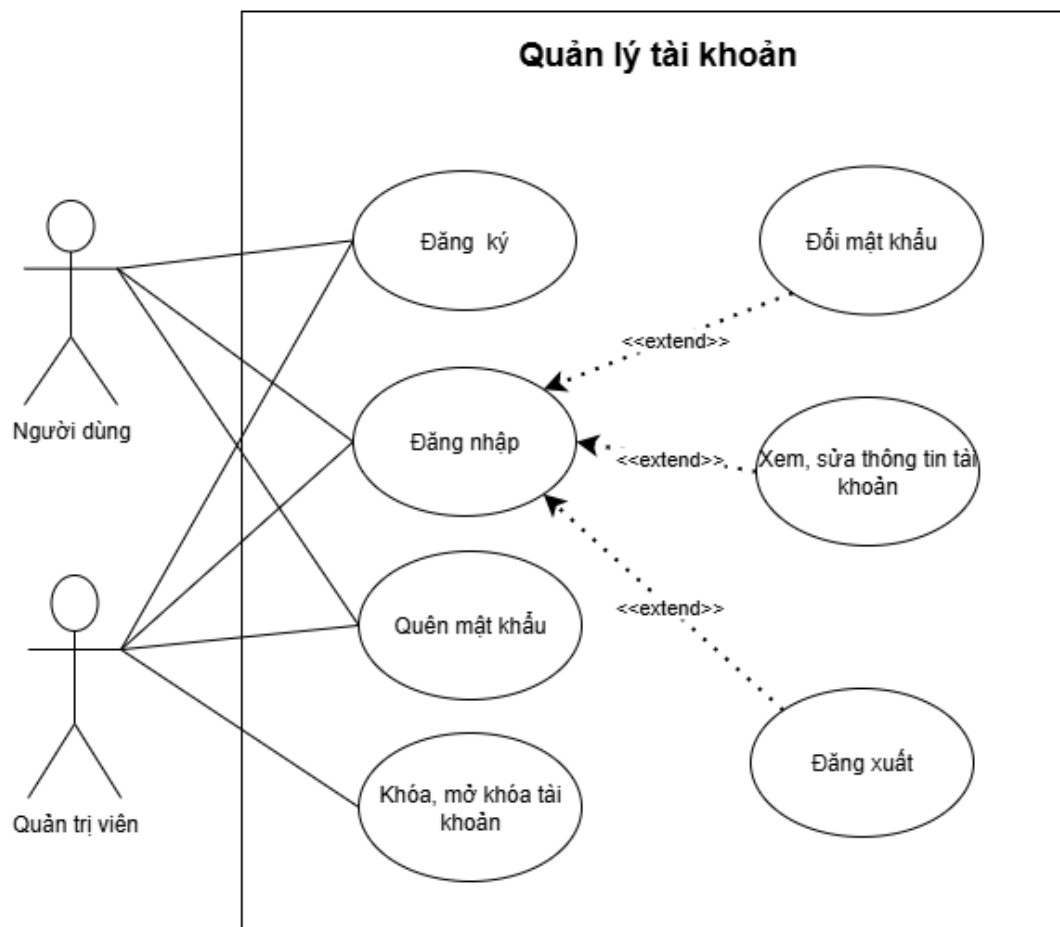 Quản lý tài khoản
Đăng ký
Đổi mật khẩu
<<extend>>
Người dùng
Đăng nhập
<<extend>>
Xem, sửa thông tin tài
khoản
<<extend>>
Quên mật khẩu
Đăng xuất
Khóa, mở khóa tài
khoản
Quản trị viên